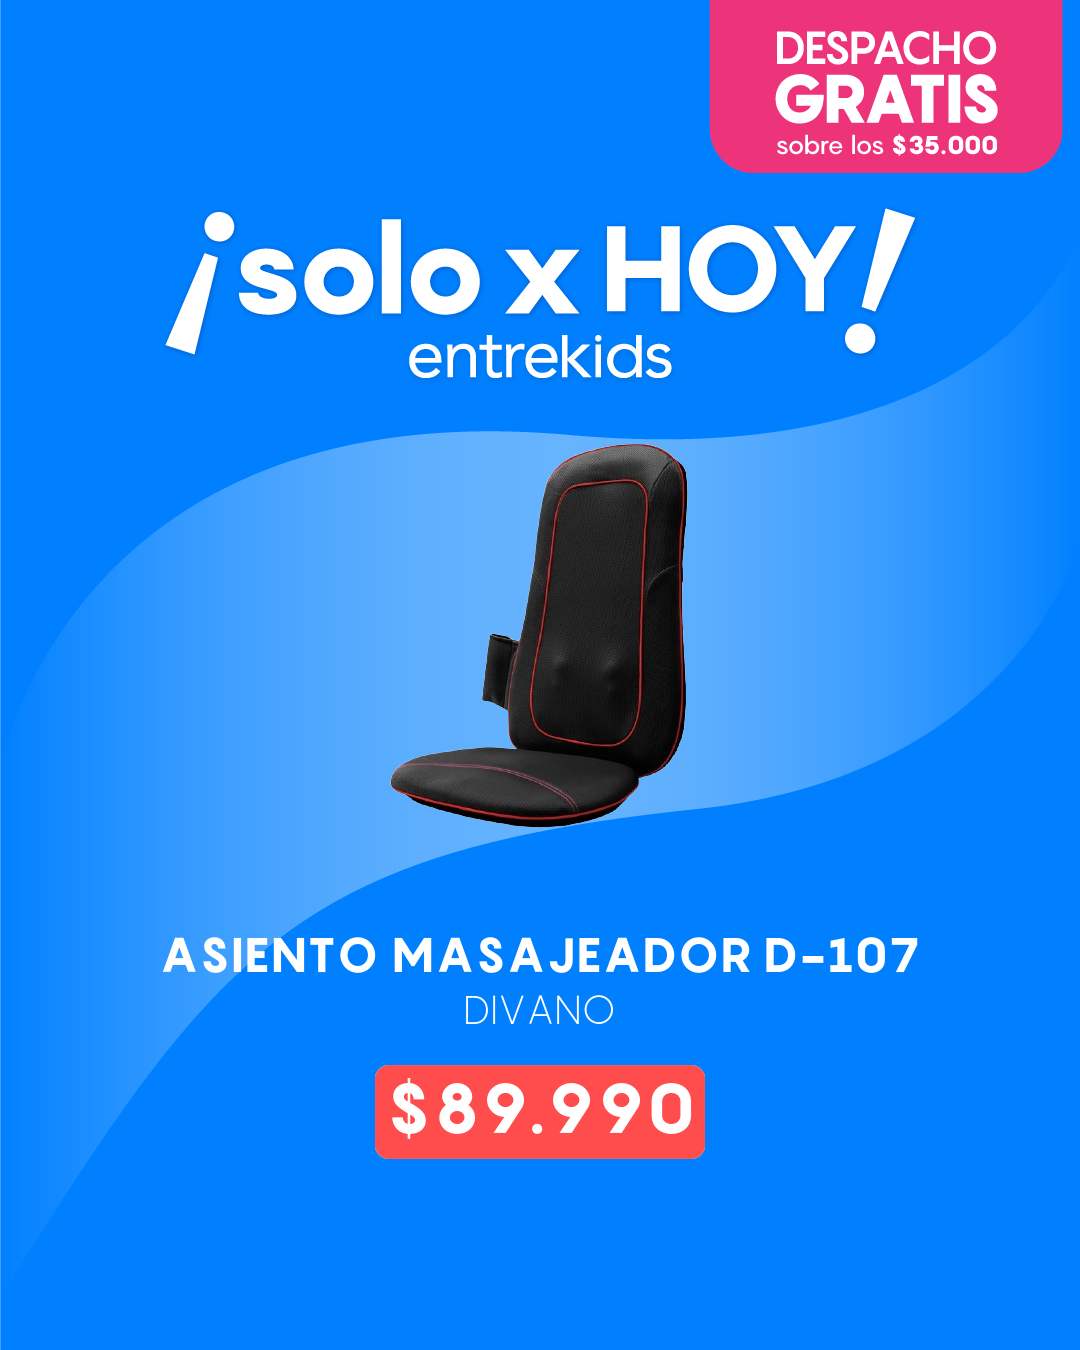 DESPACHO
GRATIS
sobre los $35.000
¡solo x HOY!
entrekids
ASIENTO MASAJEADOR D-107
DIVANO
$89.990